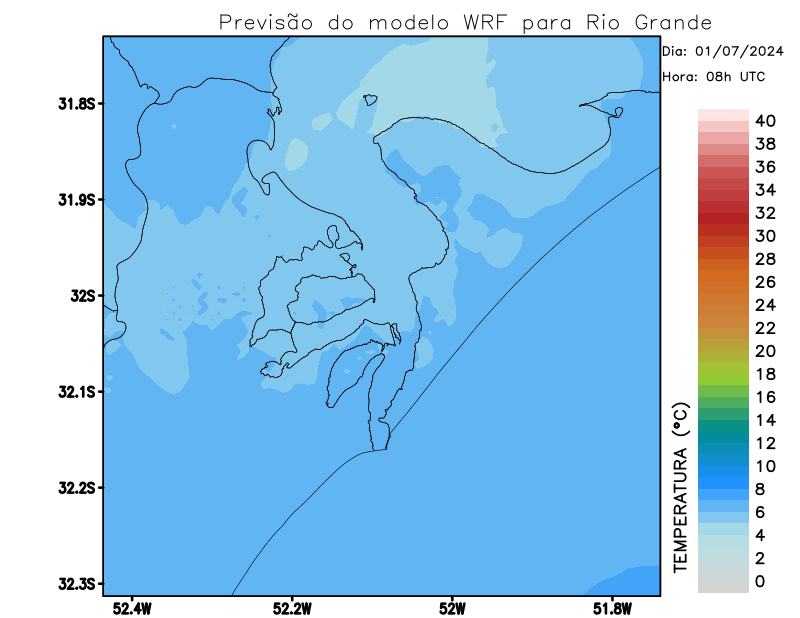 Previsão do modelo WRF para Rio Grande
Dia: 01/07/2024
Hora: 08h UTC
31.8S
31.9S
32S
32.1S
32.2S
32.3S
52.4W
52.2W
52W
51.8W
TEMPERATURA (°C)
40
38
36
34
32
30
28
26
24
22
20
18
16
14
12
10
8
6
4
2
0